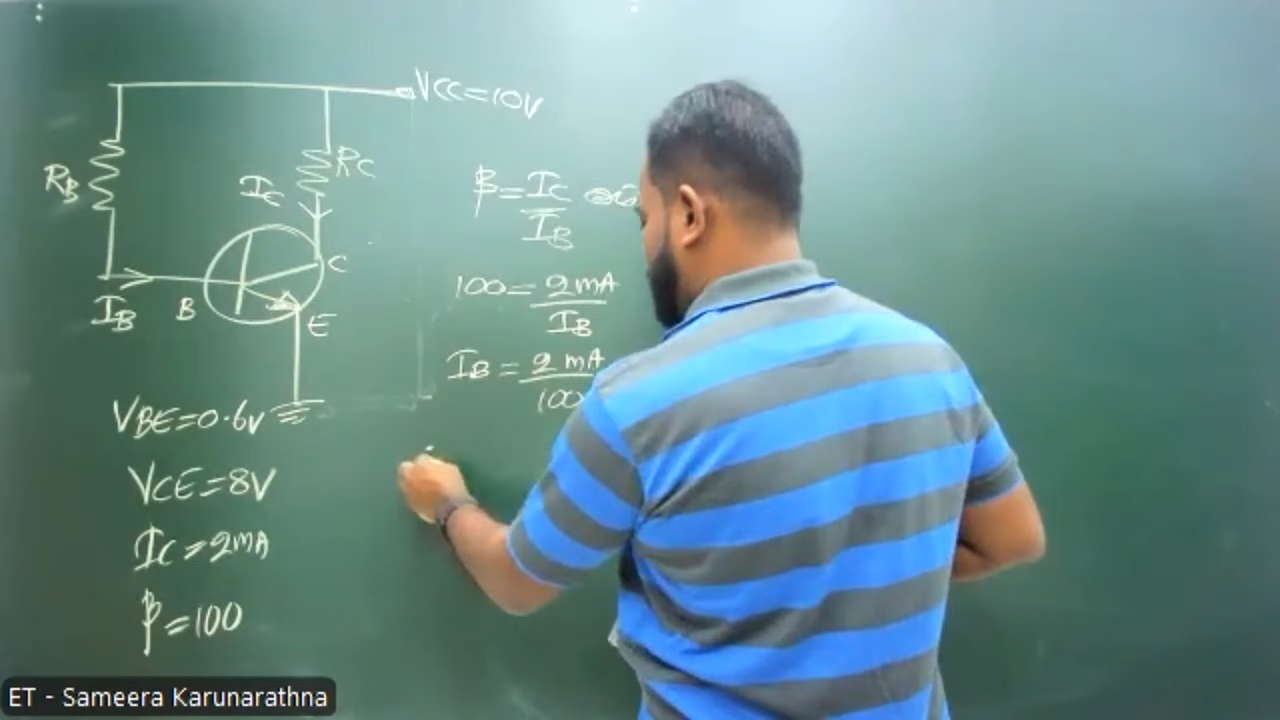 VCC=10V
RB
RC
IC
C
IB
B
E
VBE=0.6V
VCE=8V
IC=2mA
β=100
β=IC/IB
100=2mA/IB
IB=2mA/100
ET - Sameera Karunarathna